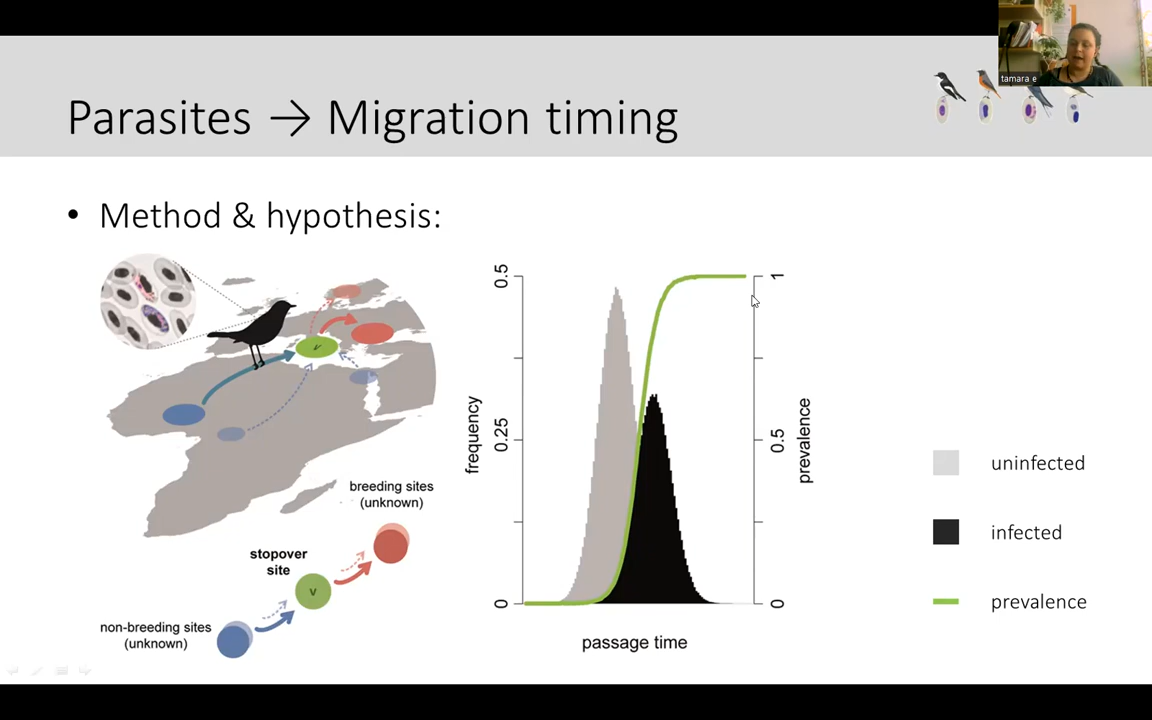 tamara e
Parasites → Migration timing
• Method & hypothesis:
v
breeding sites
(unknown)
stopover
site
v
non-breeding sites
(unknown)
frequency
0.5
0.25
0
passage time
1
0.5
0
prevalence
uninfected
infected
prevalence